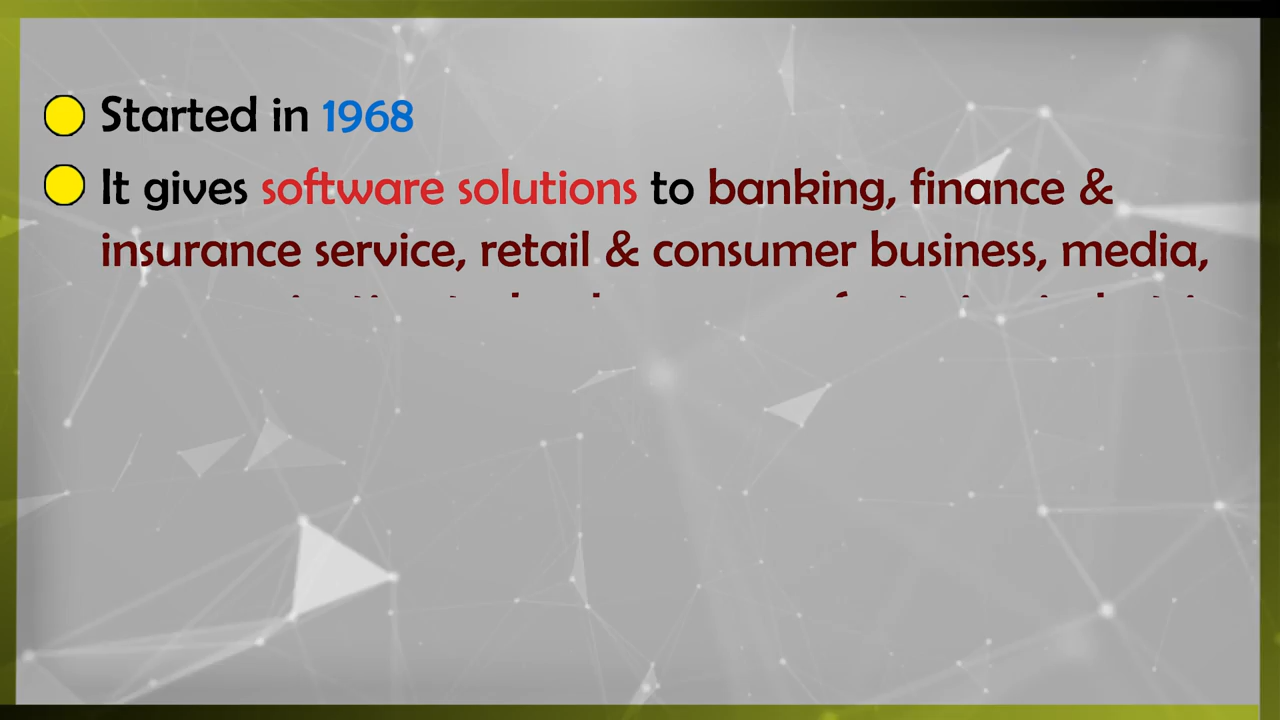 Started in 1968
It gives software solutions to banking, finance &
insurance service, retail & consumer business, media,